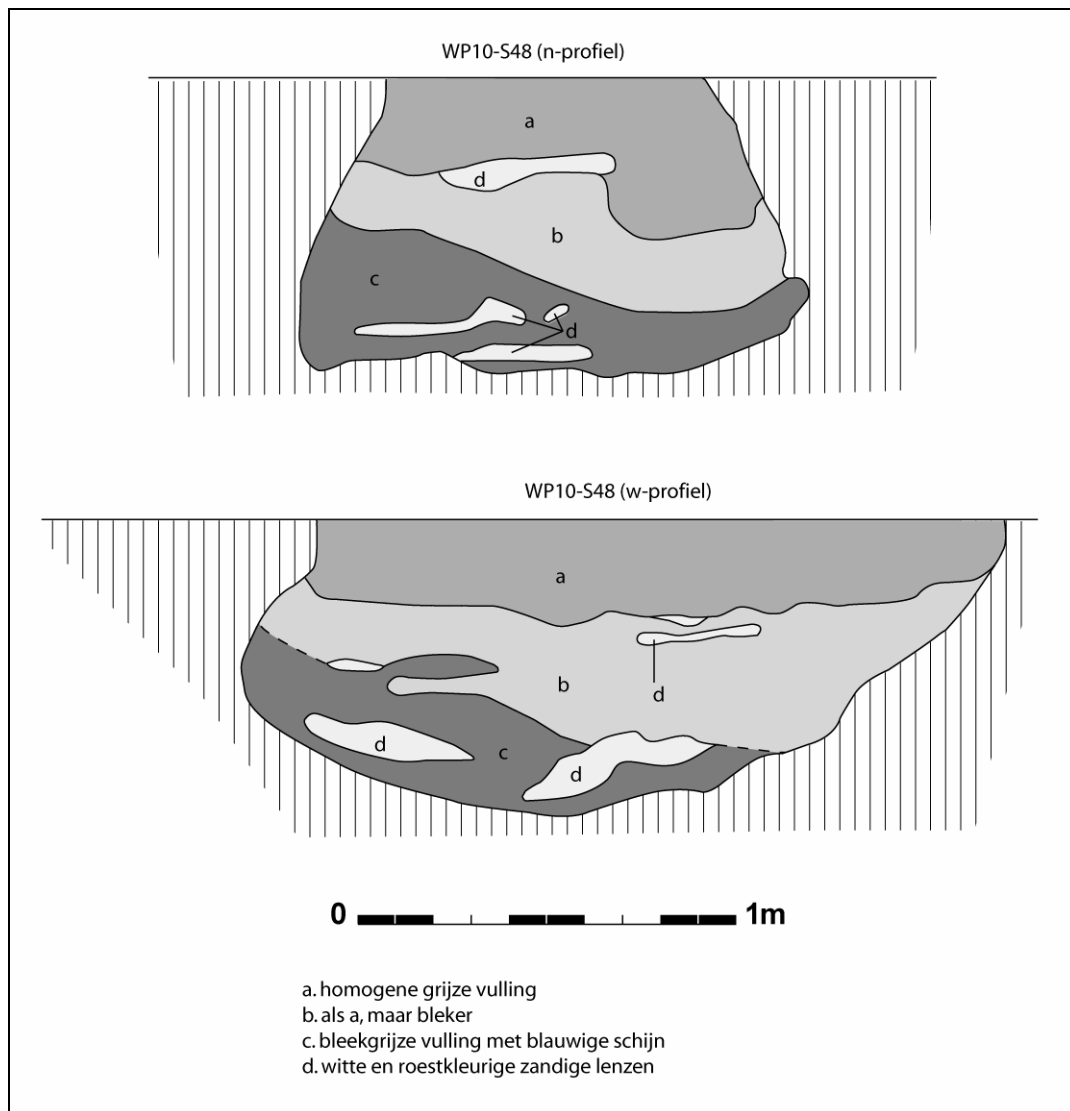 WP10-S48 (n-profiel)
a
d
b
c
d
WP10-S48 (w-profiel)
a
b
d
d
c
d
0 1m
a. homogene grijze vulling
b. als a, maar bleker
c. bleekgrijze vulling met blauwige schijn
d. witte en roestkleurige zandige lenzen